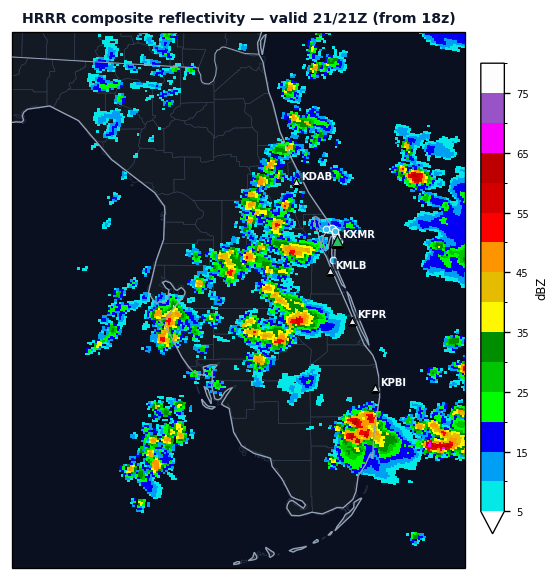 HRRR composite reflectivity — valid 21/21Z (from 18z)
KDAB
KXMR
KMLB
KFPR
KPBI
75
65
55
45
35
25
15
5
dBZ